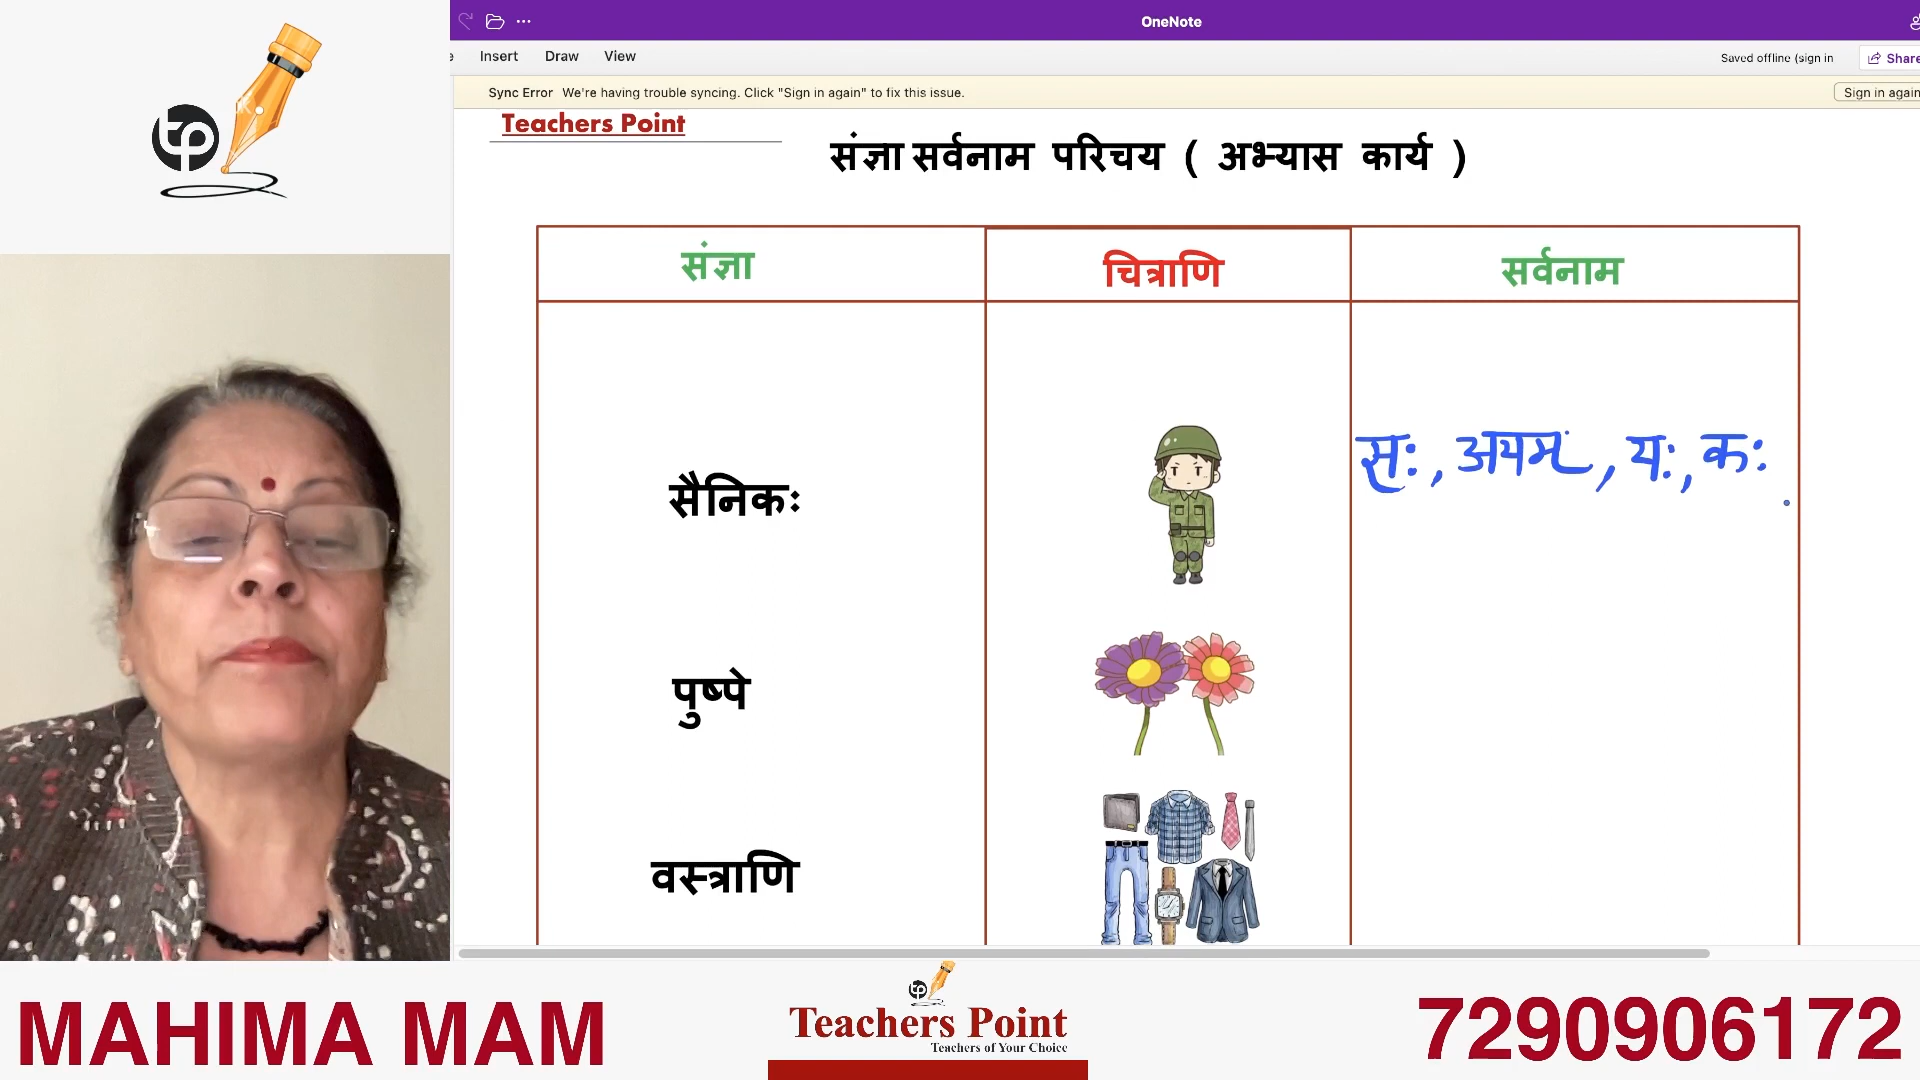 OneNote
Insert Draw View
Saved offline (sign in
Share
Sync Error We're having trouble syncing. Click "Sign in again" to fix this issue.
Sign in again
Teachers Point
संज्ञा सर्वनाम परिचय ( अभ्यास कार्य )
संज्ञा चित्राणि सर्वनाम
सः, अयम्, यः, कः
सैनिकः
पुष्पे
वस्त्राणि
MAHIMA MAM
tp
Teachers Point
Teachers of Your Choice
7290906172